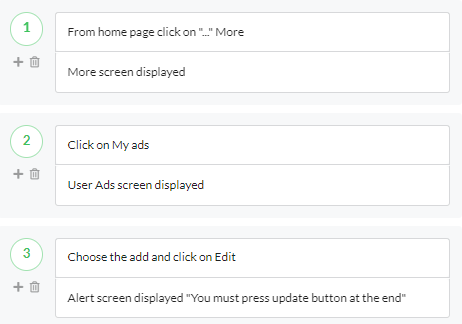 1
From home page click on "..." More
More screen displayed
2
Click on My ads
User Ads screen displayed
3
Choose the add and click on Edit
Alert screen displayed "You must press update button at the end"